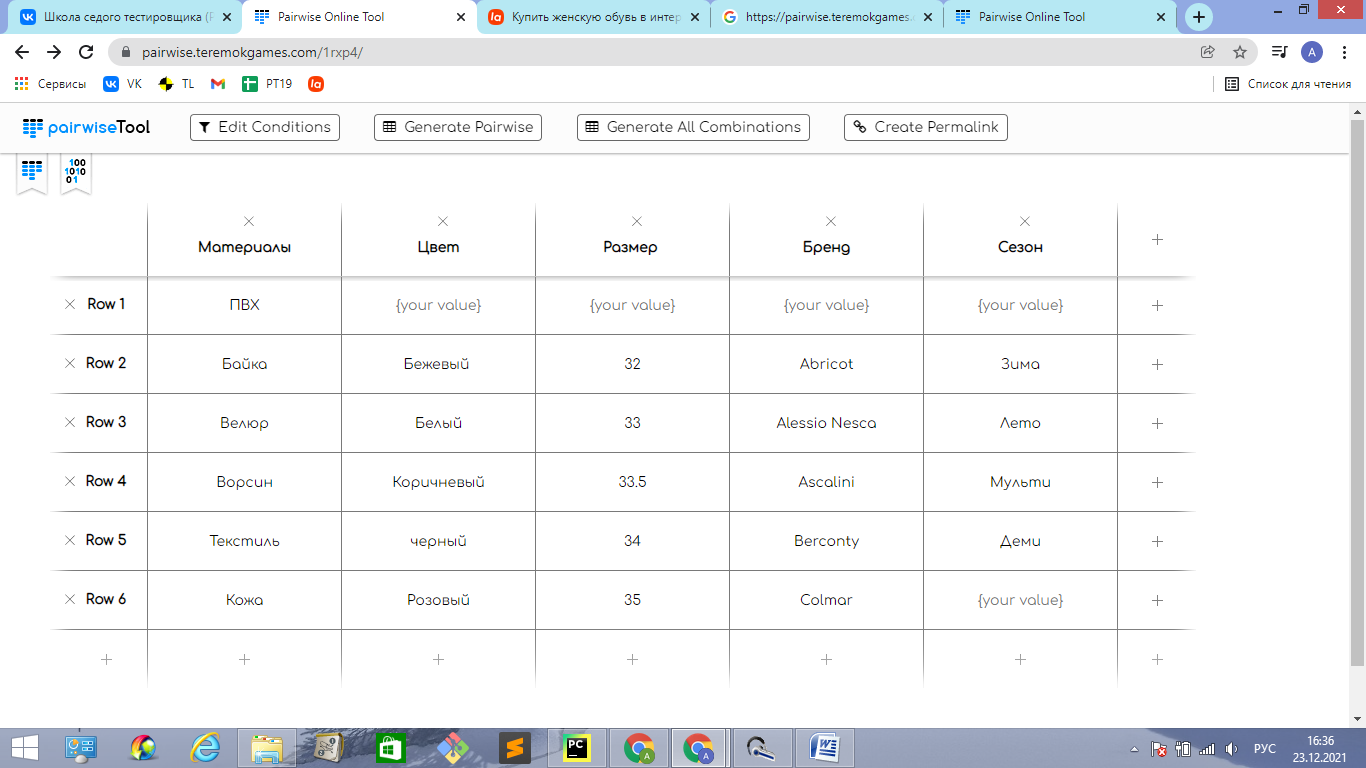 Школа седого тестировщика (Р
Pairwise Online Tool
Купить женскую обувь в интер
https://pairwise.teremokgames.
Pairwise Online Tool
pairwise.teremokgames.com/1rxp4/
A
Сервисы
VK
TL
PT19
la
Список для чтения
pairwiseTool
Edit Conditions
Generate Pairwise
Generate All Combinations
Create Permalink
100
1010
01
Материалы Цвет Размер Бренд Сезон
Row 1 ПВХ {your value} {your value} {your value} {your value}
Row 2 Байка Бежевый 32 Abricot Зима
Row 3 Велюр Белый 33 Alessio Nesca Лето
Row 4 Ворсин Коричневый 33.5 Ascalini Мульти
Row 5 Текстиль черный 34 Berconty Деми
Row 6 Кожа Розовый 35 Colmar {your value}
РУС
16:36
23.12.2021